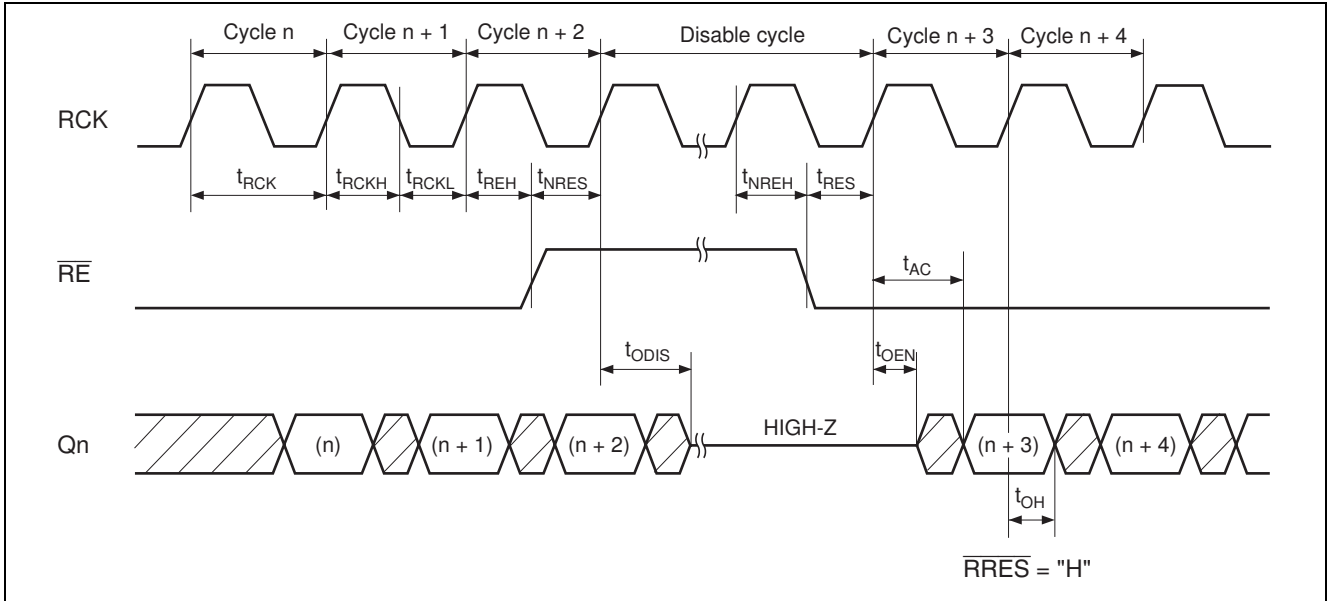 Cycle n Cycle n + 1 Cycle n + 2 Disable cycle Cycle n + 3 Cycle n + 4
RCK
tRCK tRCKH tRCKL tREH tNRES tNREH tRES
RE
tAC
tODIS tOEN
Qn (n) (n + 1) (n + 2) HIGH-Z (n + 3) (n + 4)
tOH
RRES = "H"